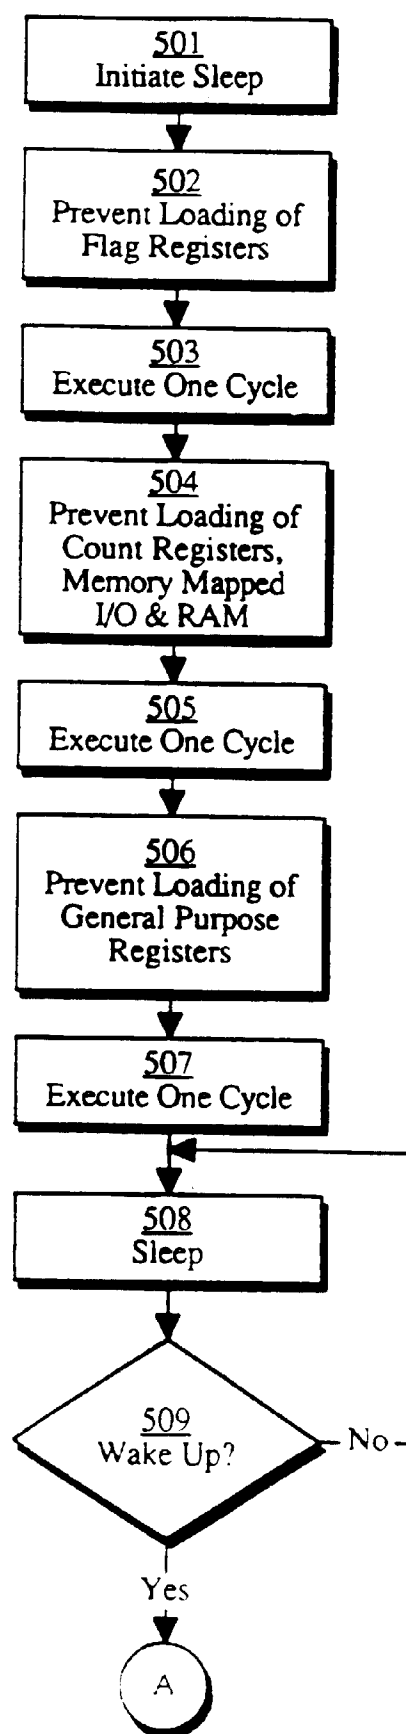 501
Initiate Sleep
502
Prevent Loading of
Flag Registers
503
Execute One Cycle
504
Prevent Loading of
Count Registers,
Memory Mapped
I/O & RAM
505
Execute One Cycle
506
Prevent Loading of
General Purpose
Registers
507
Execute One Cycle
508
Sleep
509
Wake Up?
No
Yes
A